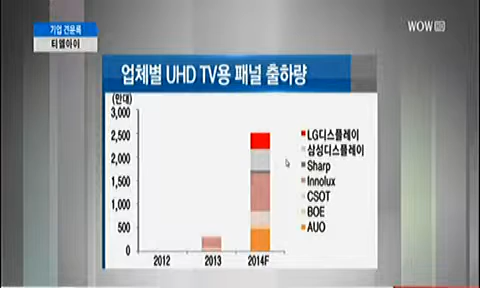 기업 견문록
티엘아이
WOW
업체별 UHD TV용 패널 출하량
(만대)
3,000
2,500
2,000
1,500
1,000
500
0
2012
2013
2014F
LG디스플레이
삼성디스플레이
Sharp
Innolux
CSOT
BOE
AUO